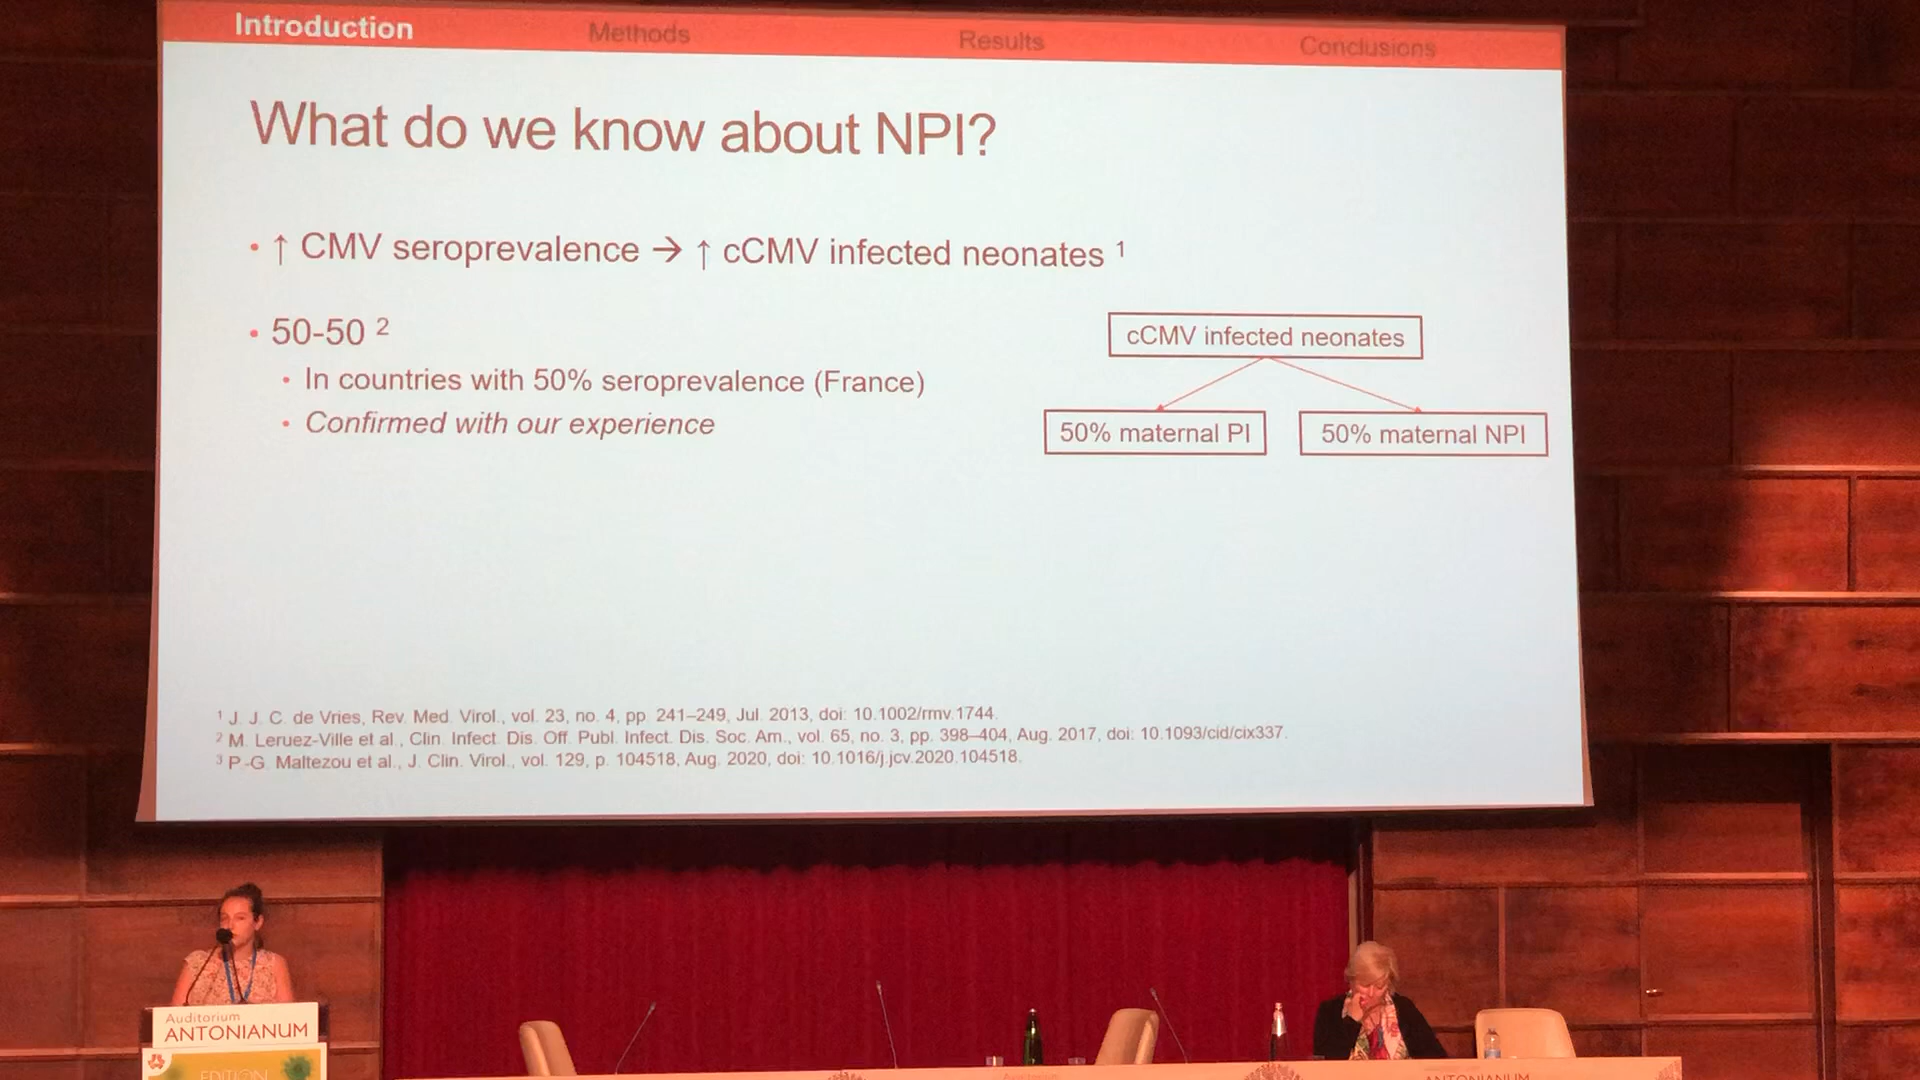 Introduction Methods Results Conclusions
What do we know about NPI?
• ↑ CMV seroprevalence → ↑ cCMV infected neonates ¹
• 50-50 ²
• In countries with 50% seroprevalence (France)
• Confirmed with our experience
cCMV infected neonates
50% maternal PI 50% maternal NPI
¹ J. J. C. de Vries, Rev. Med. Virol., vol. 23, no. 4, pp. 241–249, Jul. 2013, doi: 10.1002/rmv.1744.
² M. Leruez-Ville et al., Clin. Infect. Dis. Off. Publ. Infect. Dis. Soc. Am., vol. 65, no. 3, pp. 398–404, Aug. 2017, doi: 10.1093/cid/cix337.
³ P.-G. Maltezou et al., J. Clin. Virol., vol. 129, p. 104518, Aug. 2020, doi: 10.1016/j.jcv.2020.104518.
Auditorium
ANTONIANUM
EDITION
Auditorium
ANTONIANUM